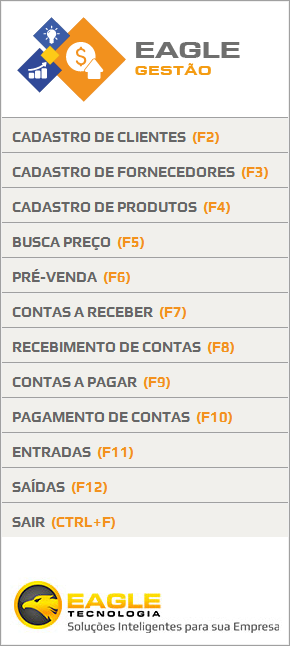 EAGLE
GESTÃO
CADASTRO DE CLIENTES (F2)
CADASTRO DE FORNECEDORES (F3)
CADASTRO DE PRODUTOS (F4)
BUSCA PREÇO (F5)
PRÉ-VENDA (F6)
CONTAS A RECEBER (F7)
RECEBIMENTO DE CONTAS (F8)
CONTAS A PAGAR (F9)
PAGAMENTO DE CONTAS (F10)
ENTRADAS (F11)
SAÍDAS (F12)
SAIR (CTRL+F)
EAGLE
TECNOLOGIA
Soluções Inteligentes para sua Empresa